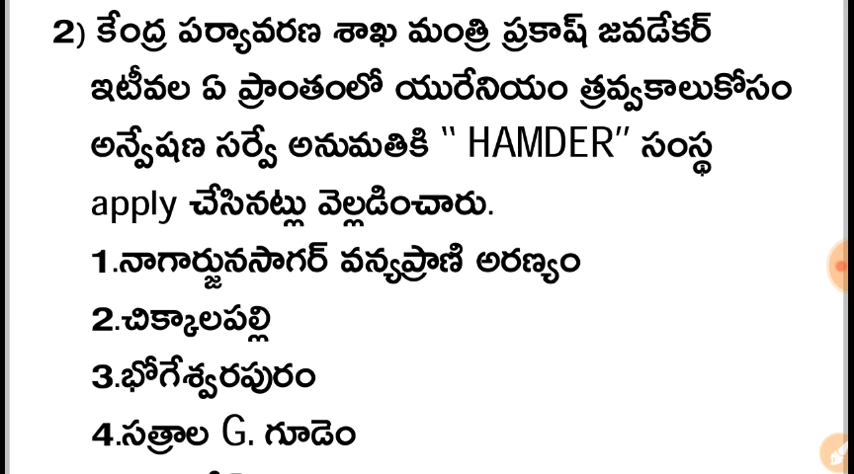 2) కేంద్ర పర్యావరణ శాఖ మంత్రి ప్రకాష్ జవడేకర్
ఇటీవల ఏ ప్రాంతంలో యురేనియం త్రవ్వకాలుకోసం
అన్వేషణ సర్వే అనుమతికి " HAMDER" సంస్థ
apply చేసినట్లు వెల్లడించారు.
1.నాగార్జునసాగర్ వన్యప్రాణి అరణ్యం
2.చిక్కాలపల్లి
3.భోగేశ్వరపురం
4.సత్రాల G. గూడెం